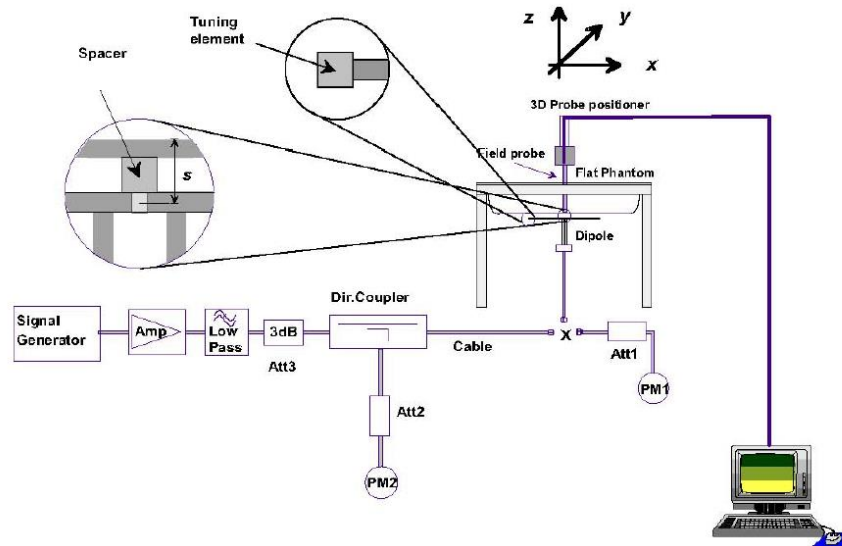 z
y
x
Tuning
element
Spacer
s
3D Probe positioner
Field probe
Flat Phantom
Dipole
Dir.Coupler
Signal
Generator
Amp
Low
Pass
3dB
Att3
Cable
X
Att1
PM1
Att2
PM2